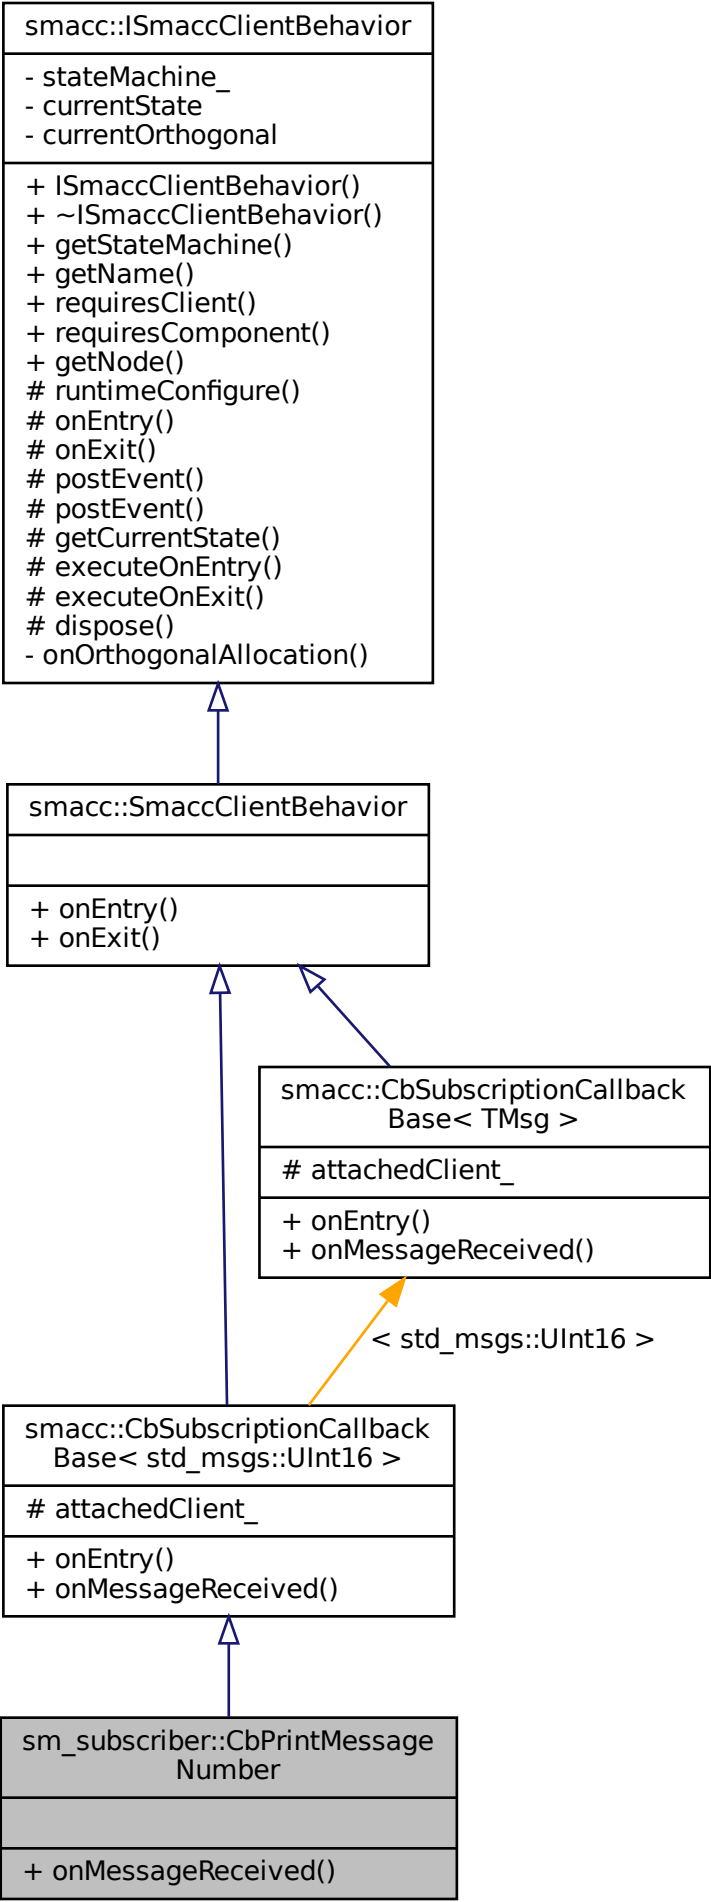 smacc::ISmaccClientBehavior
- stateMachine_
- currentState
- currentOrthogonal
+ ISmaccClientBehavior()
+ ~ISmaccClientBehavior()
+ getStateMachine()
+ getName()
+ requiresClient()
+ requiresComponent()
+ getNode()
# runtimeConfigure()
# onEntry()
# onExit()
# postEvent()
# postEvent()
# getCurrentState()
# executeOnEntry()
# executeOnExit()
# dispose()
- onOrthogonalAllocation()
smacc::SmaccClientBehavior
+ onEntry()
+ onExit()
smacc::CbSubscriptionCallback
Base< TMsg >
# attachedClient_
+ onEntry()
+ onMessageReceived()
< std_msgs::UInt16 >
smacc::CbSubscriptionCallback
Base< std_msgs::UInt16 >
# attachedClient_
+ onEntry()
+ onMessageReceived()
sm_subscriber::CbPrintMessage
Number
+ onMessageReceived()